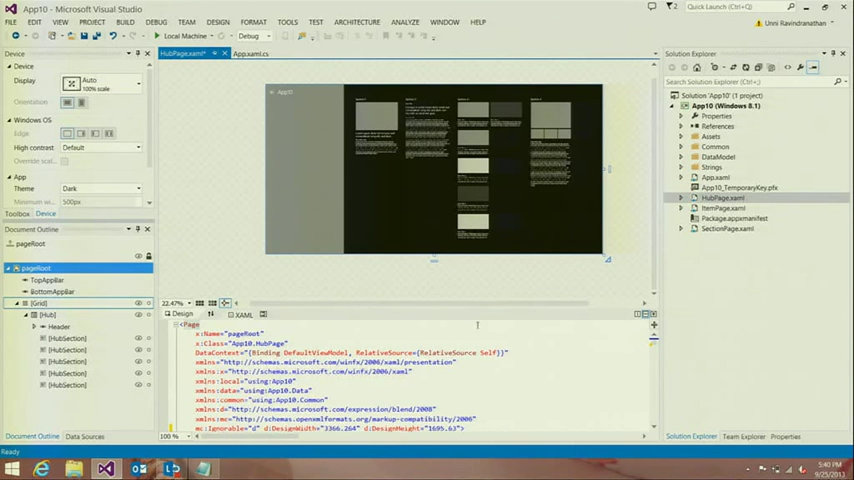 App10 - Microsoft Visual Studio
Quick Launch (Ctrl+Q)
FILE EDIT VIEW PROJECT BUILD DEBUG TEAM DESIGN FORMAT TOOLS TEST ARCHITECTURE ANALYZE WINDOW HELP
Unni Ravindranathan
Local Machine
Debug
Device
HubPage.xaml*
App.xaml.cs
Solution Explorer
Device
Display
Auto
100% scale
Orientation
Windows OS
Edge
High contrast
Default
Override scal
App
Theme
Dark
Minimum w
500px
Toolbox Device
Document Outline
pageRoot
pageRoot
TopAppBar
BottomAppBar
[Grid]
[Hub]
Header
[HubSection]
[HubSection]
[HubSection]
[HubSection]
[HubSection]
Document Outline Data Sources
App10
22.47%
Design
XAML
<Page
x:Name="pageRoot"
x:Class="App10.HubPage"
DataContext="{Binding DefaultViewModel, RelativeSource={RelativeSource Self}}"
xmlns="http://schemas.microsoft.com/winfx/2006/xaml/presentation"
xmlns:x="http://schemas.microsoft.com/winfx/2006/xaml"
xmlns:local="using:App10"
xmlns:data="using:App10.Data"
xmlns:common="using:App10.Common"
xmlns:d="http://schemas.microsoft.com/expression/blend/2008"
xmlns:mc="http://schemas.openxmlformats.org/markup-compatibility/2006"
mc:Ignorable="d" d:DesignWidth="3366.264" d:DesignHeight="1695.63">
100 %
Search Solution Explorer (Ctrl+;)
Solution 'App10' (1 project)
App10 (Windows 8.1)
Properties
References
Assets
Common
DataModel
Strings
App.xaml
App10_TemporaryKey.pfx
HubPage.xaml
ItemPage.xaml
Package.appxmanifest
SectionPage.xaml
Solution Explorer Team Explorer Properties
Ready
5:40 PM
9/25/2013